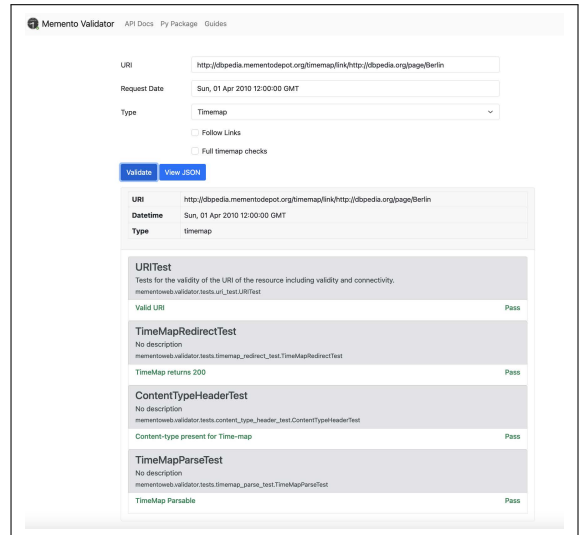 Memento Validator API Docs Py Package Guides
URI http://dbpedia.mementodepot.org/timemap/link/http://dbpedia.org/page/Berlin
Request Date Sun, 01 Apr 2010 12:00:00 GMT
Type Timemap
Follow Links
Full timemap checks
Validate View JSON
URI http://dbpedia.mementodepot.org/timemap/link/http://dbpedia.org/page/Berlin
Datetime Sun, 01 Apr 2010 12:00:00 GMT
Type timemap
URITest
Tests for the validity of the URI of the resource including validity and connectivity.
mementoweb.validator.tests.uri_test.URITest
Valid URI Pass
TimeMapRedirectTest
No description
mementoweb.validator.tests.timemap_redirect_test.TimeMapRedirectTest
TimeMap returns 200 Pass
ContentTypeHeaderTest
No description
mementoweb.validator.tests.content_type_header_test.ContentTypeHeaderTest
Content-type present for Time-map Pass
TimeMapParseTest
No description
mementoweb.validator.tests.timemap_parse_test.TimeMapParseTest
TimeMap Parsable Pass